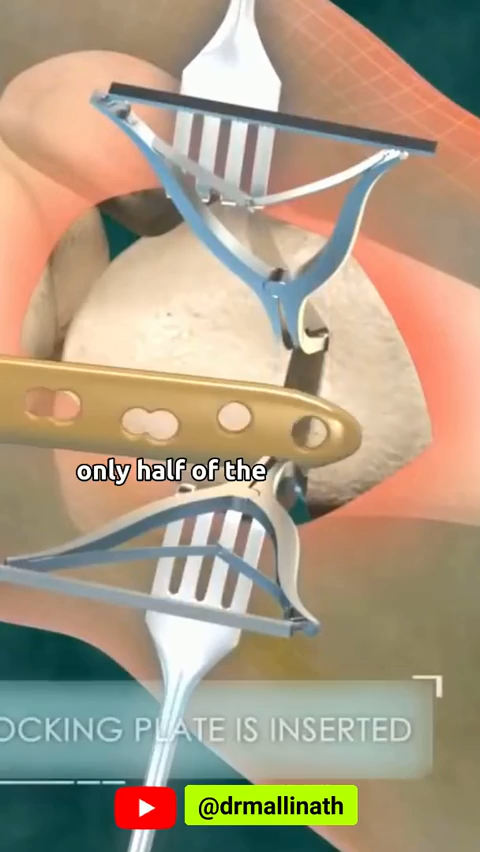 only half of the
OCKING PLATE IS INSERTED
@drmallinath